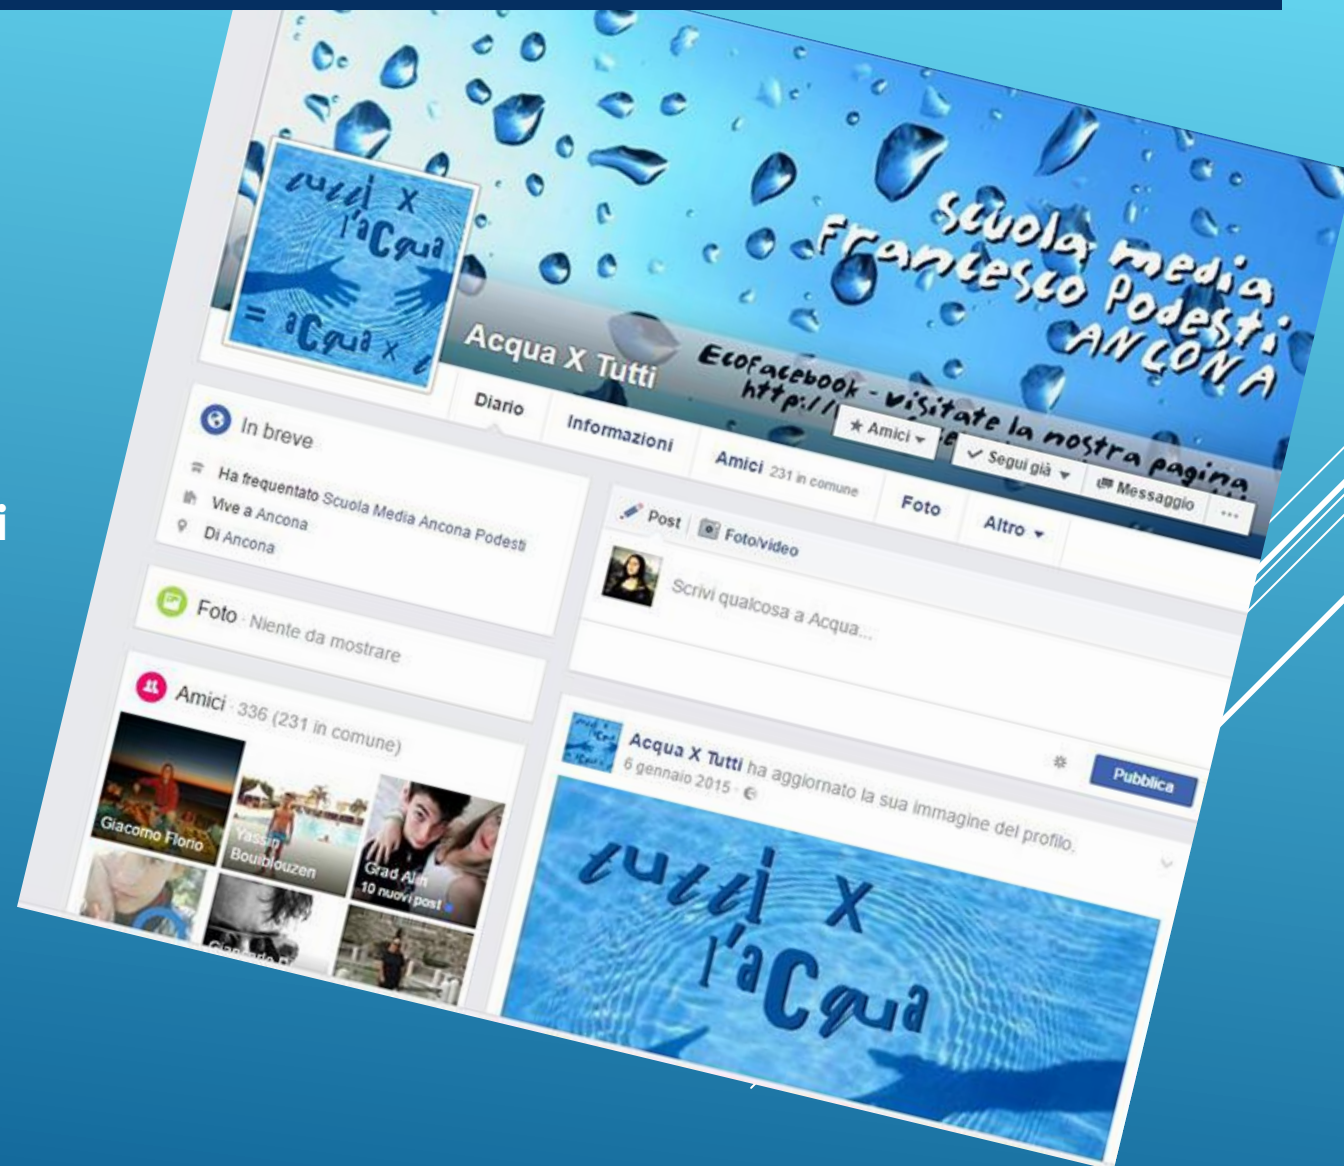 scuola media
Francesco Podesti
ANCONA
Ecofacebook - visitate la nostra pagina
http://
tutti x
l'acqua
= acqua x
Acqua X Tutti
Amici
Segui già
Messaggio
...
Diario
Informazioni
Amici 231 in comune
Foto
Altro
i
In breve
Ha frequentato Scuola Media Ancona Podesti
Vive a Ancona
Di Ancona
Foto · Niente da mostrare
Amici · 336 (231 in comune)
Giacomo Florio
Yassin
Bouiblouzen
Grad Alin
10 nuovi post
Post
Foto/video
Scrivi qualcosa a Acqua...
Pubblica
Acqua X Tutti ha aggiornato la sua immagine del profilo.
6 gennaio 2015 ·
tutti x
l'acqua